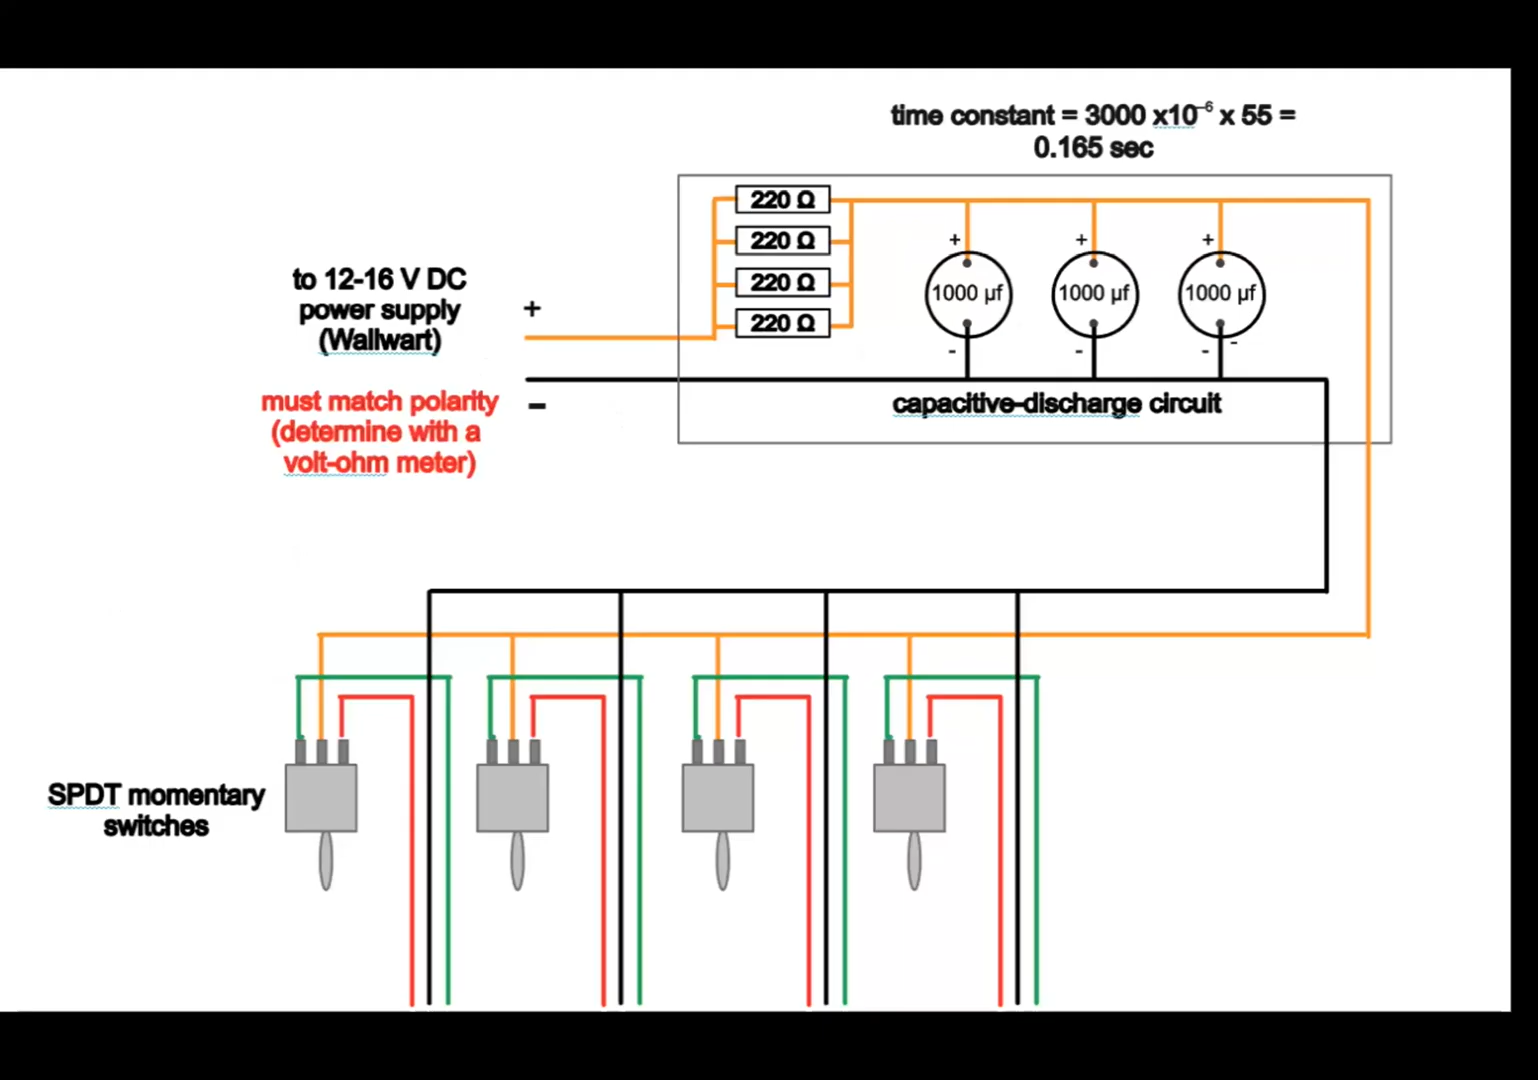 time constant = 3000 x10⁻⁶ x 55 =
0.165 sec
220 Ω
220 Ω
220 Ω
220 Ω
+
+
+
1000 µf
1000 µf
1000 µf
-
-
-
-
capacitive-discharge circuit
to 12-16 V DC
power supply
(Wallwart)
+
must match polarity
(determine with a
volt-ohm meter)
-
SPDT momentary
switches